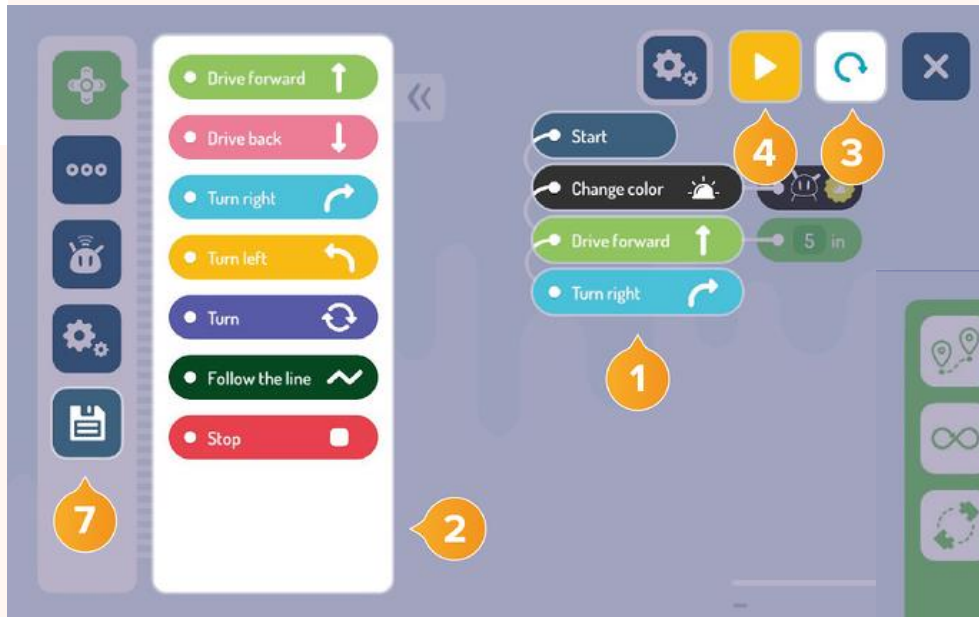 Drive forward
Drive back
Turn right
Turn left
Turn
Follow the line
Stop
7
2
Start
Change color
Drive forward
5 in
Turn right
1
4
3